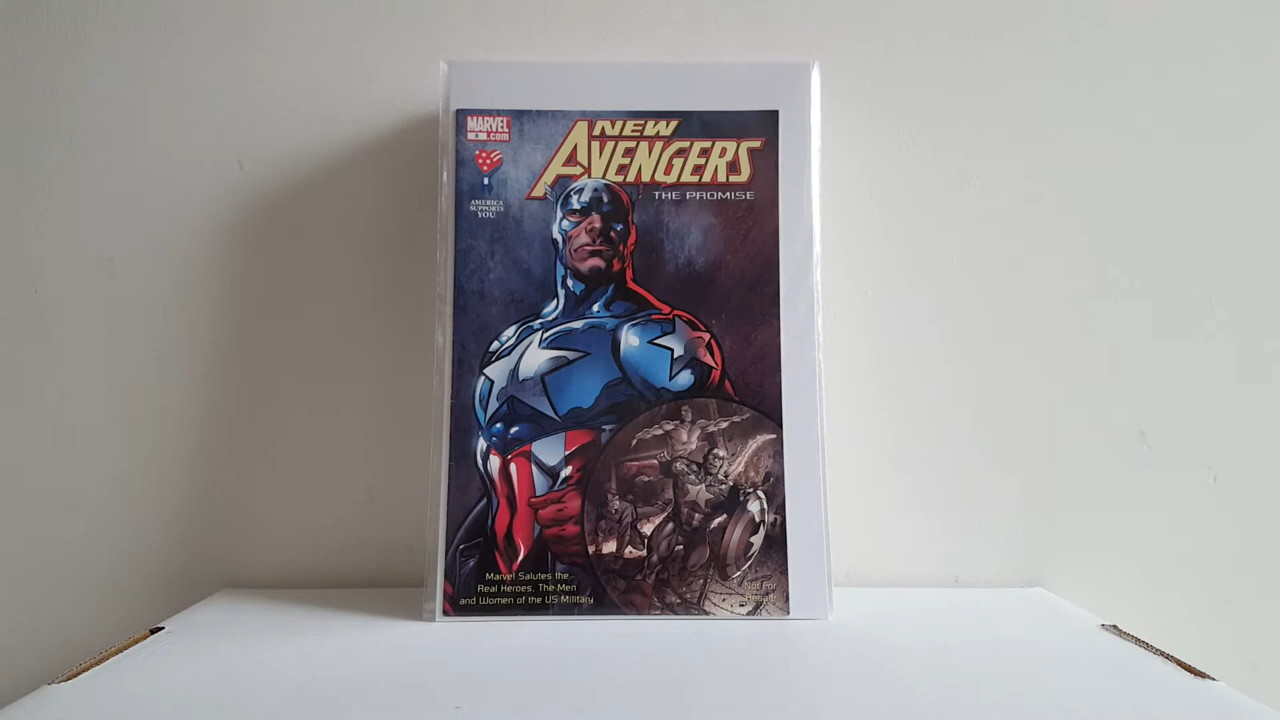 MARVEL
6 .com
NEW
AVENGERS
THE PROMISE
AMERICA
SUPPORTS
YOU
Marvel Salutes the
Real Heroes, The Men
and Women of the US Military
Not For
Resale